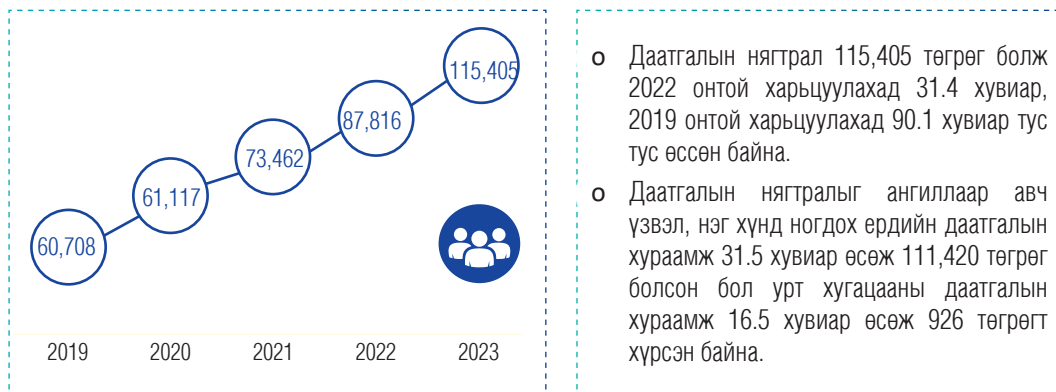 115,405
87,816
73,462
61,117
60,708
2019 2020 2021 2022 2023
o Даатгалын нягтрал 115,405 төгрөг болж
2022 онтой харьцуулахад 31.4 хувиар,
2019 онтой харьцуулахад 90.1 хувиар тус
тус өссөн байна.
o Даатгалын нягтралыг ангиллаар авч
үзвэл, нэг хүнд ногдох ердийн даатгалын
хураамж 31.5 хувиар өсөж 111,420 төгрөг
болсон бол урт хугацааны даатгалын
хураамж 16.5 хувиар өсөж 926 төгрөгт
хүрсэн байна.